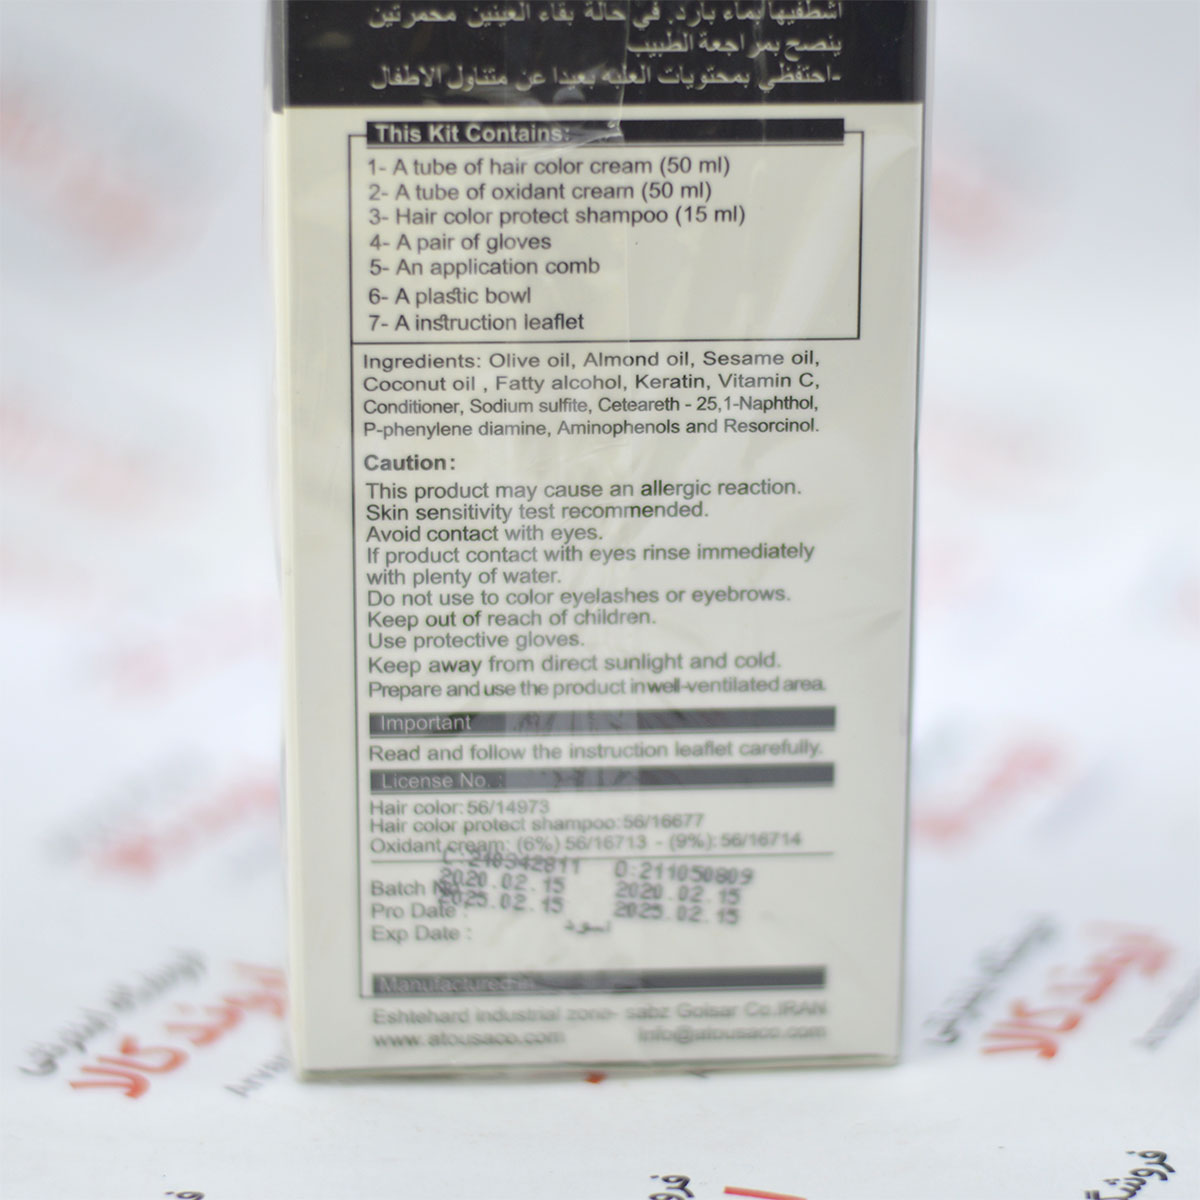 اشطفيها بماء بارد. في حالة بقاء العينين محمرتين
ينصح بمراجعة الطبيب
-احتفظي بمحتويات العلبه بعيدا عن متناول الاطفال
This Kit Contains:
1- A tube of hair color cream (50 ml)
2- A tube of oxidant cream (50 ml)
3- Hair color protect shampoo (15 ml)
4- A pair of gloves
5- An application comb
6- A plastic bowl
7- A instruction leaflet
Ingredients: Olive oil, Almond oil, Sesame oil,
Coconut oil , Fatty alcohol, Keratin, Vitamin C,
Conditioner, Sodium sulfite, Ceteareth - 25,1-Naphthol,
P-phenylene diamine, Aminophenols and Resorcinol.
Caution:
This product may cause an allergic reaction.
Skin sensitivity test recommended.
Avoid contact with eyes.
If product contact with eyes rinse immediately
with plenty of water.
Do not use to color eyelashes or eyebrows.
Keep out of reach of children.
Use protective gloves.
Keep away from direct sunlight and cold.
Prepare and use the product in well-ventilated area.
Important
Read and follow the instruction leaflet carefully.
License No. :
Hair color: 56/14973
Hair color protect shampoo: 56/16677
Oxidant cream: (6%) 56/16713 - (9%): 56/16714
O:211050809
Batch
2020.02.15 2020.02.15
Pro Date :
2025.02.15 2025.02.15
Exp Date :
Manufactured
Eshtehard industrial zone- sabz Golsar Co.IRAN
www.atousaco.com info@atousaco.com
اروند کالا
اروند کالا